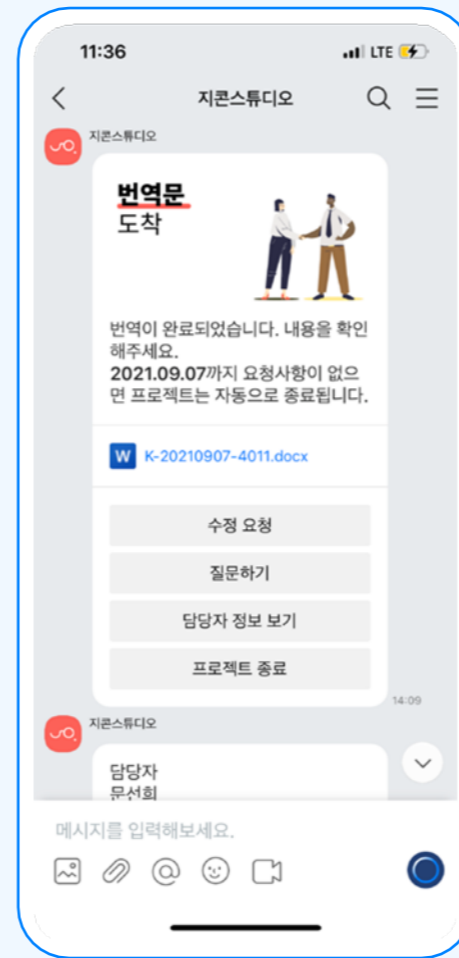 11:36
LTE
지콘스튜디오
지콘스튜디오
번역문
도착
번역이 완료되었습니다. 내용을 확인
해주세요.
2021.09.07까지 요청사항이 없으
면 프로젝트는 자동으로 종료됩니다.
W K-20210907-4011.docx
수정 요청
질문하기
담당자 정보 보기
프로젝트 종료
14:09
지콘스튜디오
담당자
문선희
메시지를 입력해보세요.